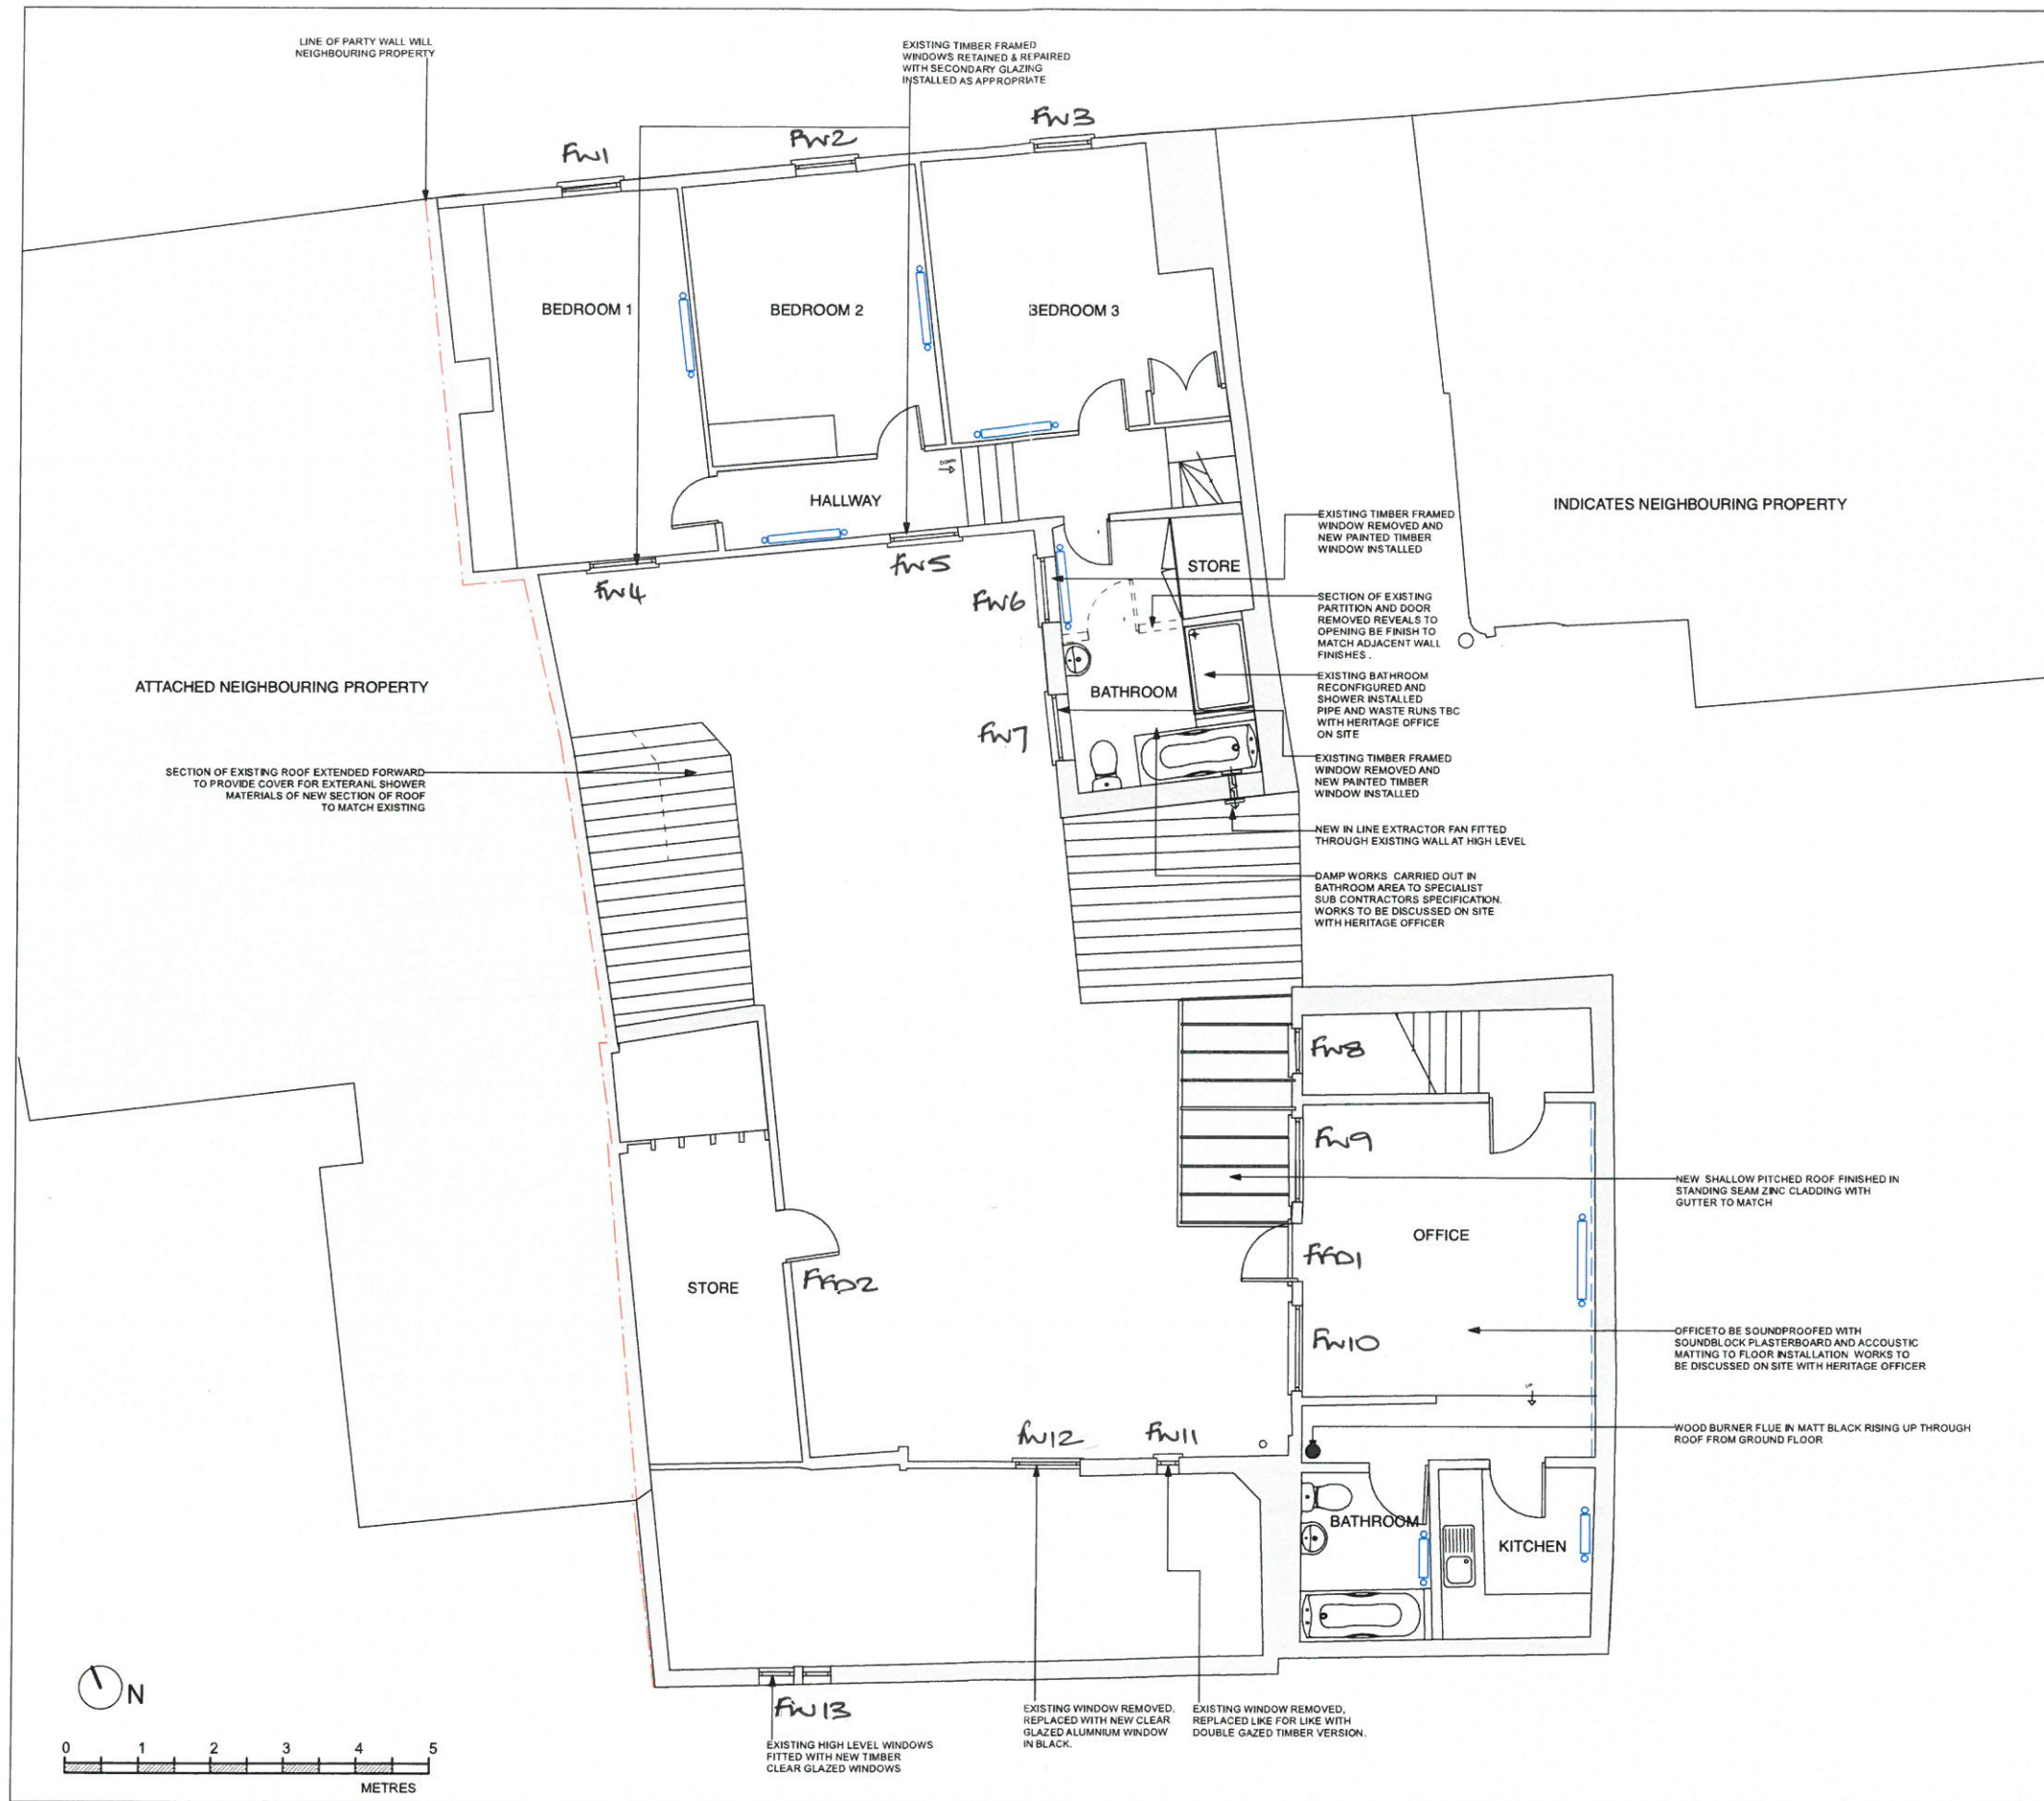 LINE OF PARTY WALL WILL
NEIGHBOURING PROPERTY
EXISTING TIMBER FRAMED
WINDOWS RETAINED & REPAIRED
WITH SECONDARY GLAZING
INSTALLED AS APPROPRIATE
FW1
FW2
FW3
BEDROOM 1
BEDROOM 2
BEDROOM 3
DOWN
HALLWAY
FW4
FW5
FW6
FW7
STORE
BATHROOM
EXISTING TIMBER FRAMED
WINDOW REMOVED AND
NEW PAINTED TIMBER
WINDOW INSTALLED
SECTION OF EXISTING
PARTITION AND DOOR
REMOVED REVEALS TO
OPENING BE FINISH TO
MATCH ADJACENT WALL
FINISHES .
EXISTING BATHROOM
RECONFIGURED AND
SHOWER INSTALLED
PIPE AND WASTE RUNS TBC
WITH HERITAGE OFFICE
ON SITE
EXISTING TIMBER FRAMED
WINDOW REMOVED AND
NEW PAINTED TIMBER
WINDOW INSTALLED
NEW IN LINE EXTRACTOR FAN FITTED
THROUGH EXISTING WALL AT HIGH LEVEL
DAMP WORKS CARRIED OUT IN
BATHROOM AREA TO SPECIALIST
SUB CONTRACTORS SPECIFICATION.
WORKS TO BE DISCUSSED ON SITE
WITH HERITAGE OFFICER
INDICATES NEIGHBOURING PROPERTY
ATTACHED NEIGHBOURING PROPERTY
SECTION OF EXISTING ROOF EXTENDED FORWARD
TO PROVIDE COVER FOR EXTERANL SHOWER
MATERIALS OF NEW SECTION OF ROOF
TO MATCH EXISTING
FW8
FW9
FFD1
FW10
OFFICE
NEW SHALLOW PITCHED ROOF FINISHED IN
STANDING SEAM ZINC CLADDING WITH
GUTTER TO MATCH
OFFICETO BE SOUNDPROOFED WITH
SOUNDBLOCK PLASTERBOARD AND ACCOUSTIC
MATTING TO FLOOR INSTALLATION WORKS TO
BE DISCUSSED ON SITE WITH HERITAGE OFFICER
UP
WOOD BURNER FLUE IN MATT BLACK RISING UP THROUGH
ROOF FROM GROUND FLOOR
STORE
FFD2
FW12
FW11
BATHROOM
KITCHEN
FW13
EXISTING HIGH LEVEL WINDOWS
FITTED WITH NEW TIMBER
CLEAR GLAZED WINDOWS
EXISTING WINDOW REMOVED,
REPLACED WITH NEW CLEAR
GLAZED ALUMNIUM WINDOW
IN BLACK.
EXISTING WINDOW REMOVED,
REPLACED LIKE FOR LIKE WITH
DOUBLE GAZED TIMBER VERSION.
N
0 1 2 3 4 5
METRES